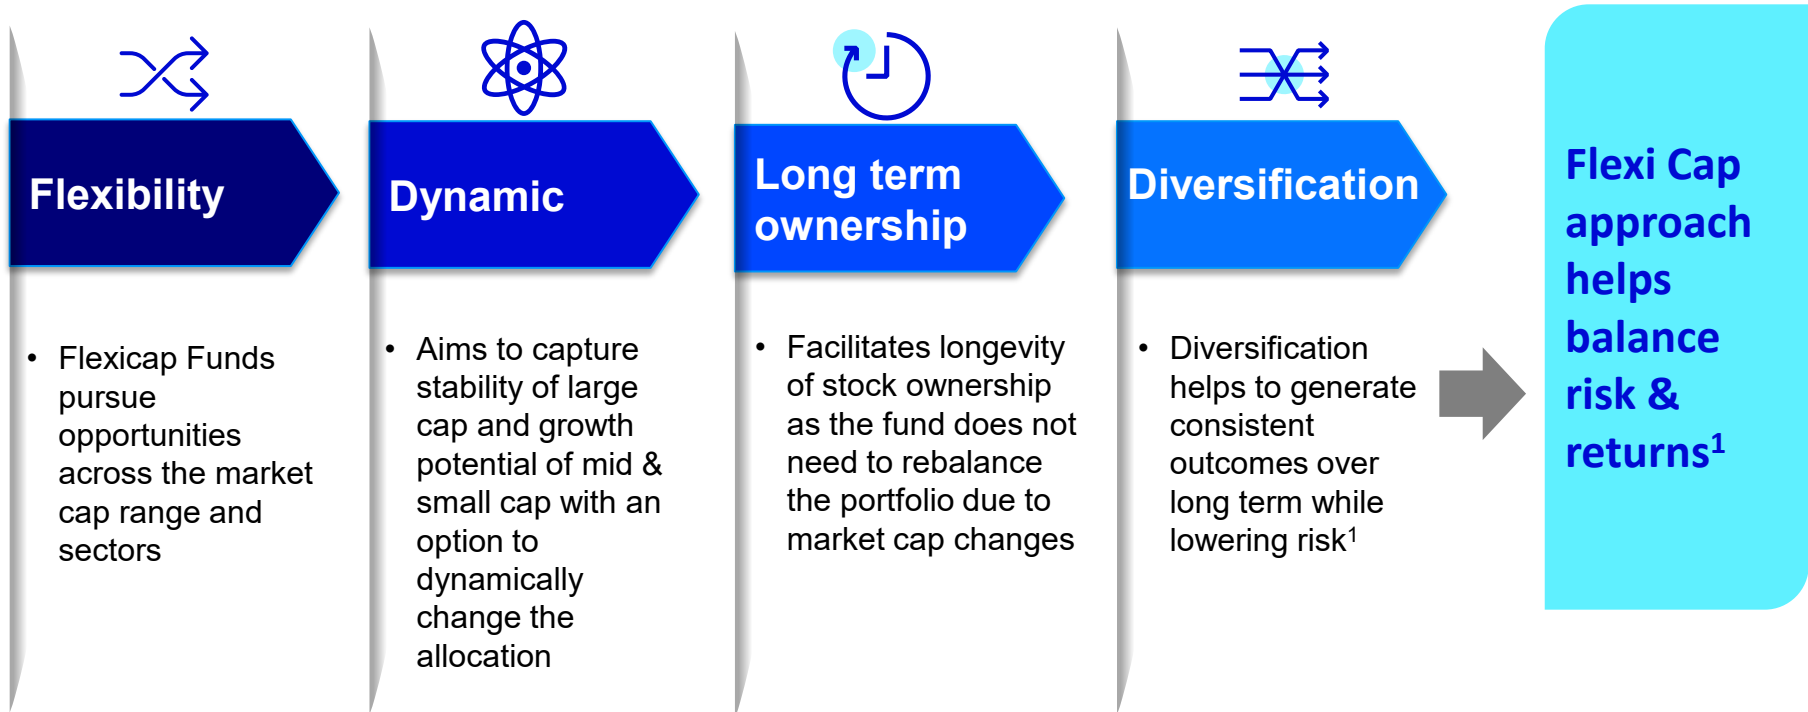 Flexibility
• Flexicap Funds
pursue
opportunities
across the market
cap range and
sectors
Dynamic
• Aims to capture
stability of large
cap and growth
potential of mid &
small cap with an
option to
dynamically
change the
allocation
Long term
ownership
• Facilitates longevity
of stock ownership
as the fund does not
need to rebalance
the portfolio due to
market cap changes
Diversification
• Diversification
helps to generate
consistent
outcomes over
long term while
lowering risk¹
Flexi Cap
approach
helps
balance
risk &
returns¹